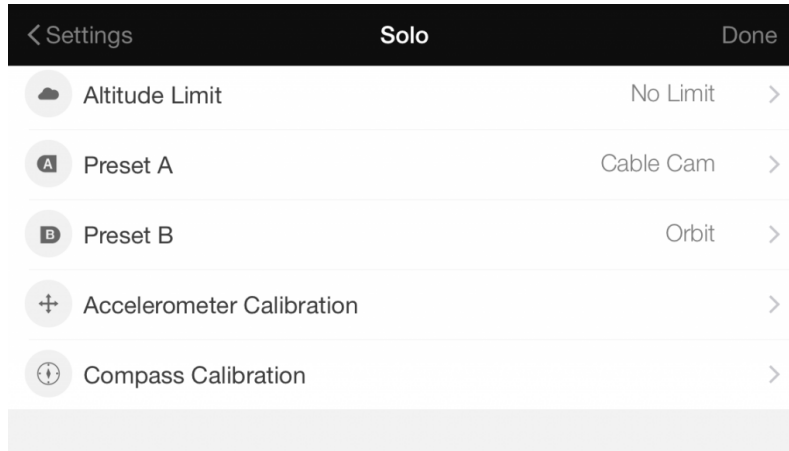 Settings Solo Done
Altitude Limit No Limit
A Preset A Cable Cam
B Preset B Orbit
Accelerometer Calibration
Compass Calibration